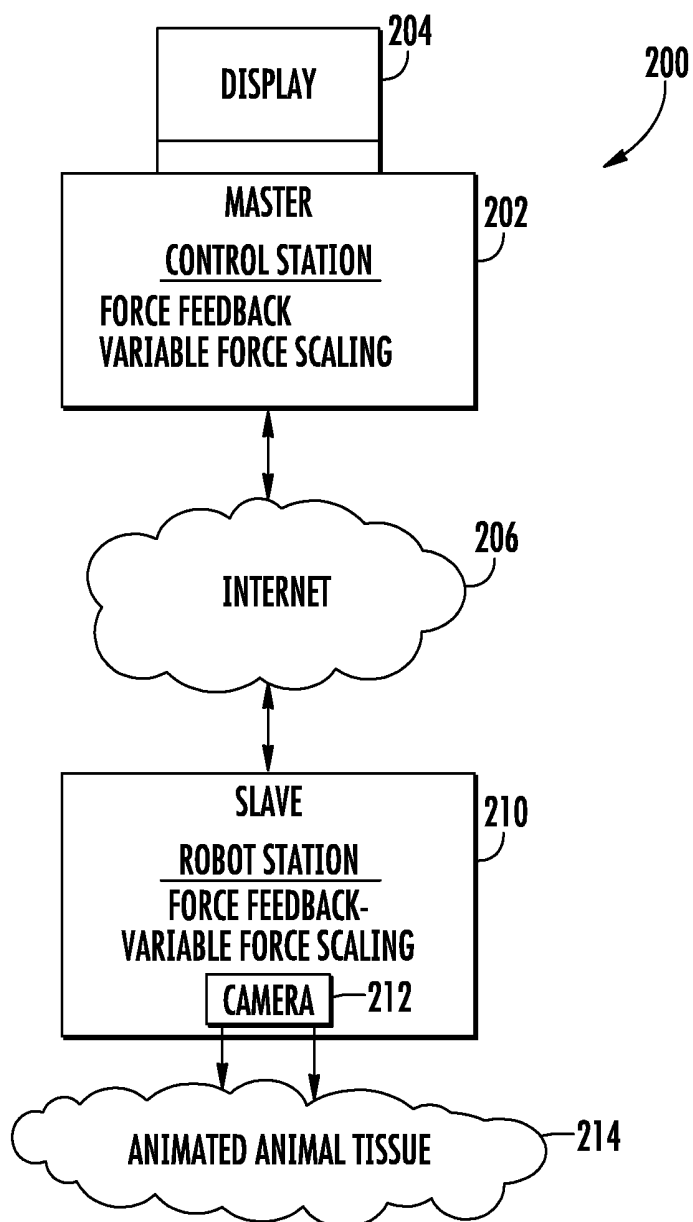 204
DISPLAY
200
MASTER
202
CONTROL STATION
FORCE FEEDBACK
VARIABLE FORCE SCALING
206
INTERNET
SLAVE
210
ROBOT STATION
FORCE FEEDBACK-
VARIABLE FORCE SCALING
CAMERA
212
ANIMATED ANIMAL TISSUE
214